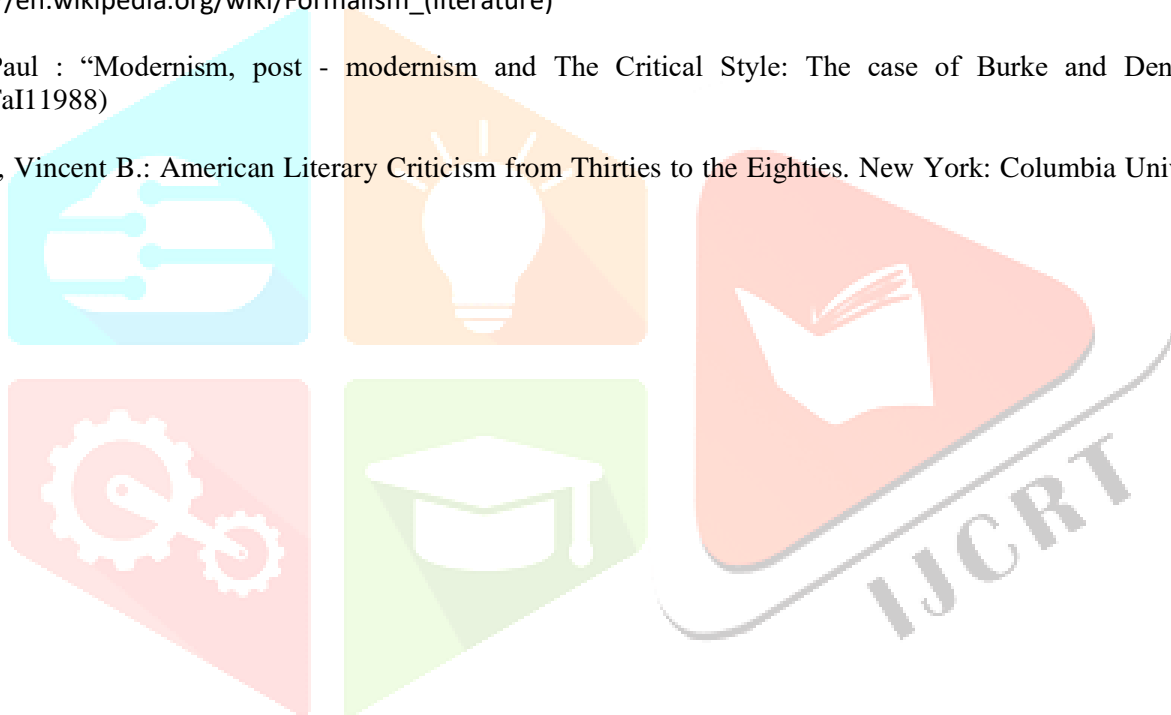 /en.wikipedia.org/wiki/Formalism_(literature)
Paul : “Modernism, post - modernism and The Critical Style: The case of Burke and Den
aI11988)
, Vincent B.: American Literary Criticism from Thirties to the Eighties. New York: Columbia Univ
IJCRT